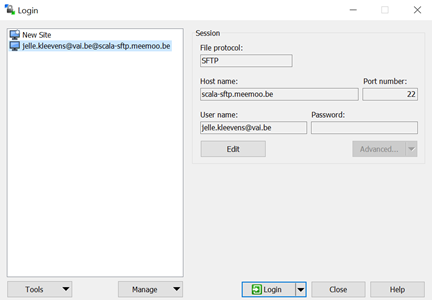 Login
New Site
Jelle.kleevens@vai.be@scala-sftp.meemoo.be
Session
File protocol:
SFTP
Host name:
Port number:
scala-sftp.meemoo.be
22
User name:
Password:
Jelle.kleevens@vai.be
Edit
Advanced...
Tools
Manage
Login
Close
Help